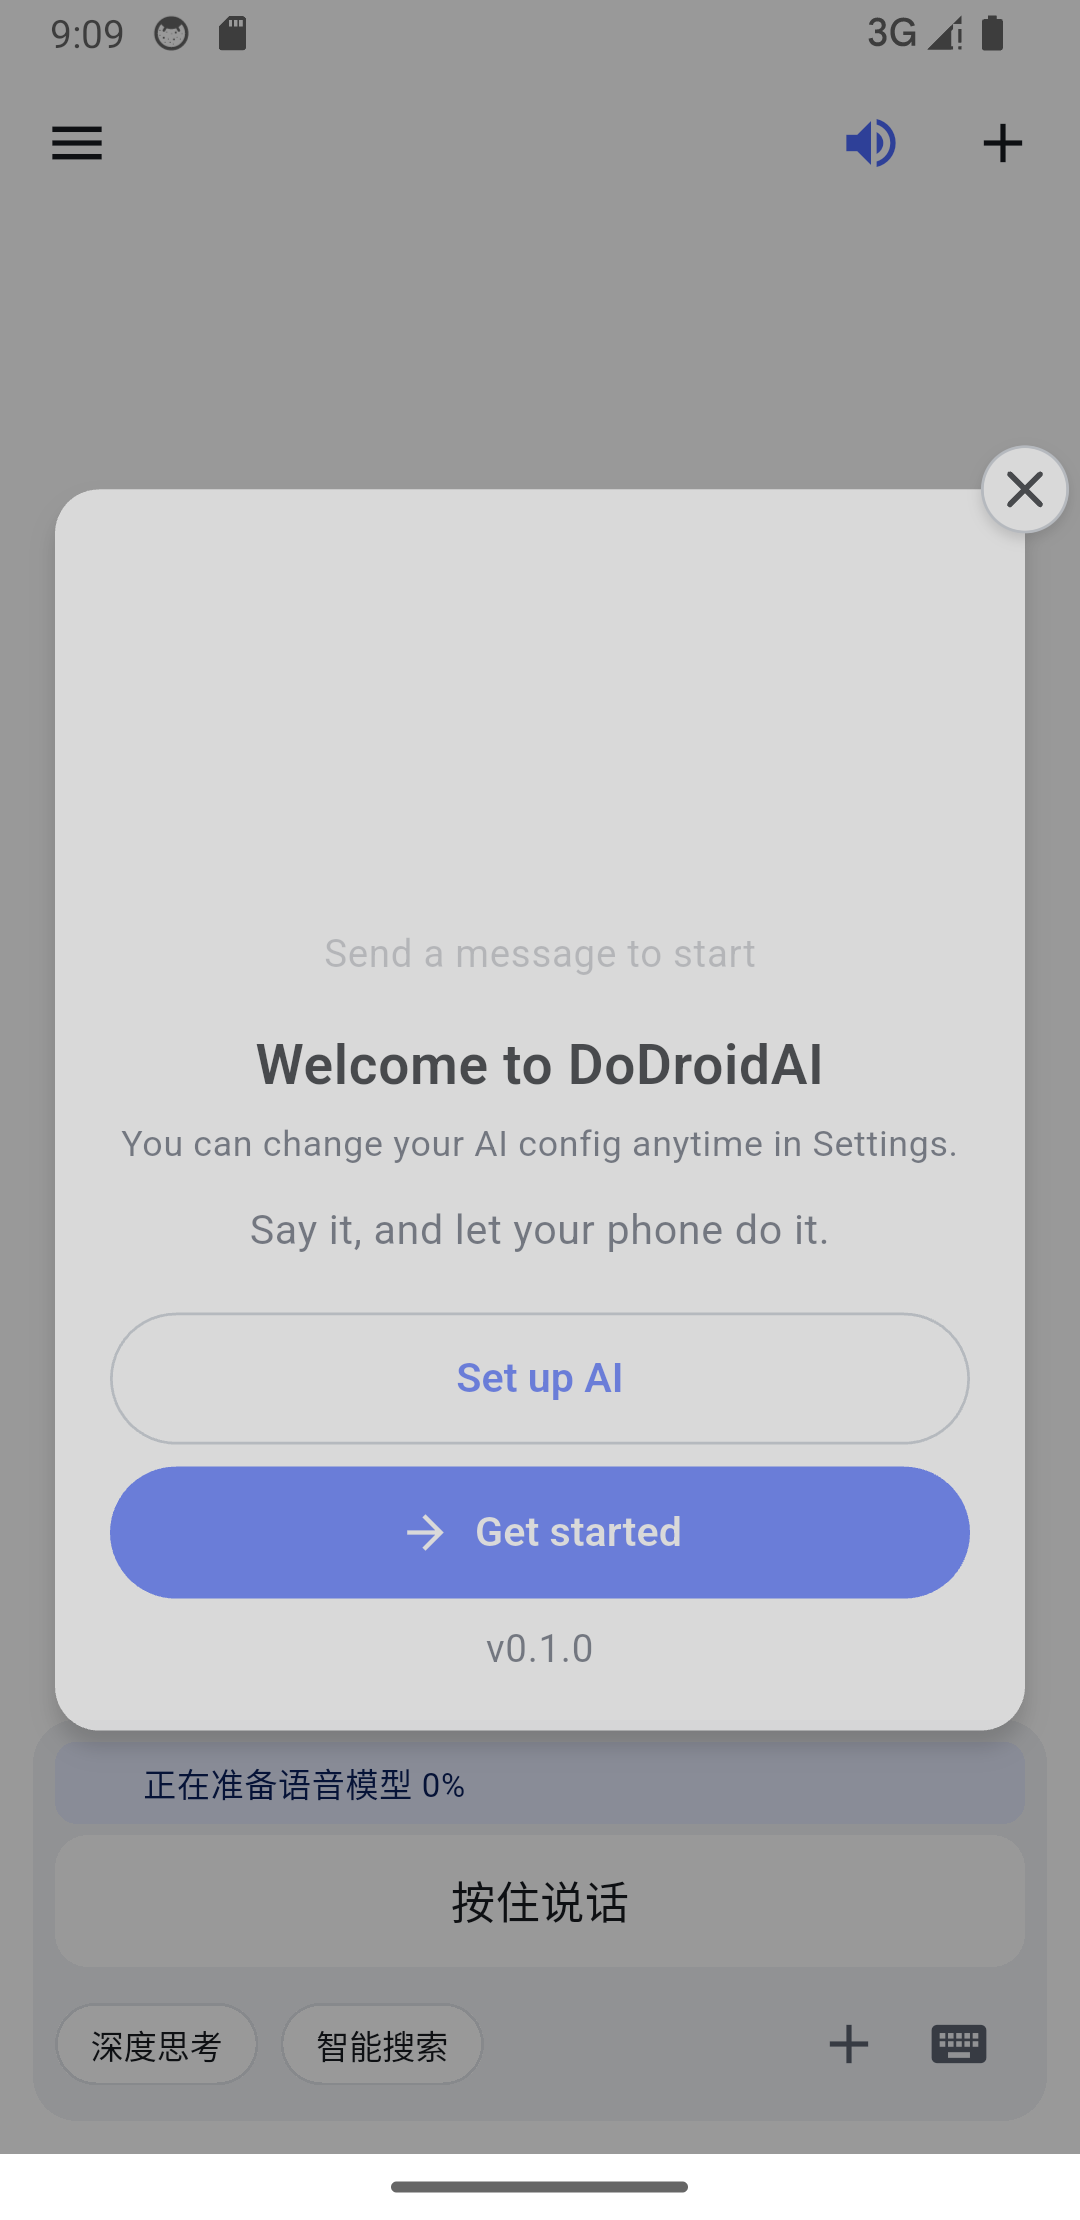 9:09
3G
Send a message to start
Welcome to DoDroidAI
You can change your AI config anytime in Settings.
Say it, and let your phone do it.
Set up AI
Get started
v0.1.0
正在准备语音模型 0%
按住说话
深度思考
智能搜索